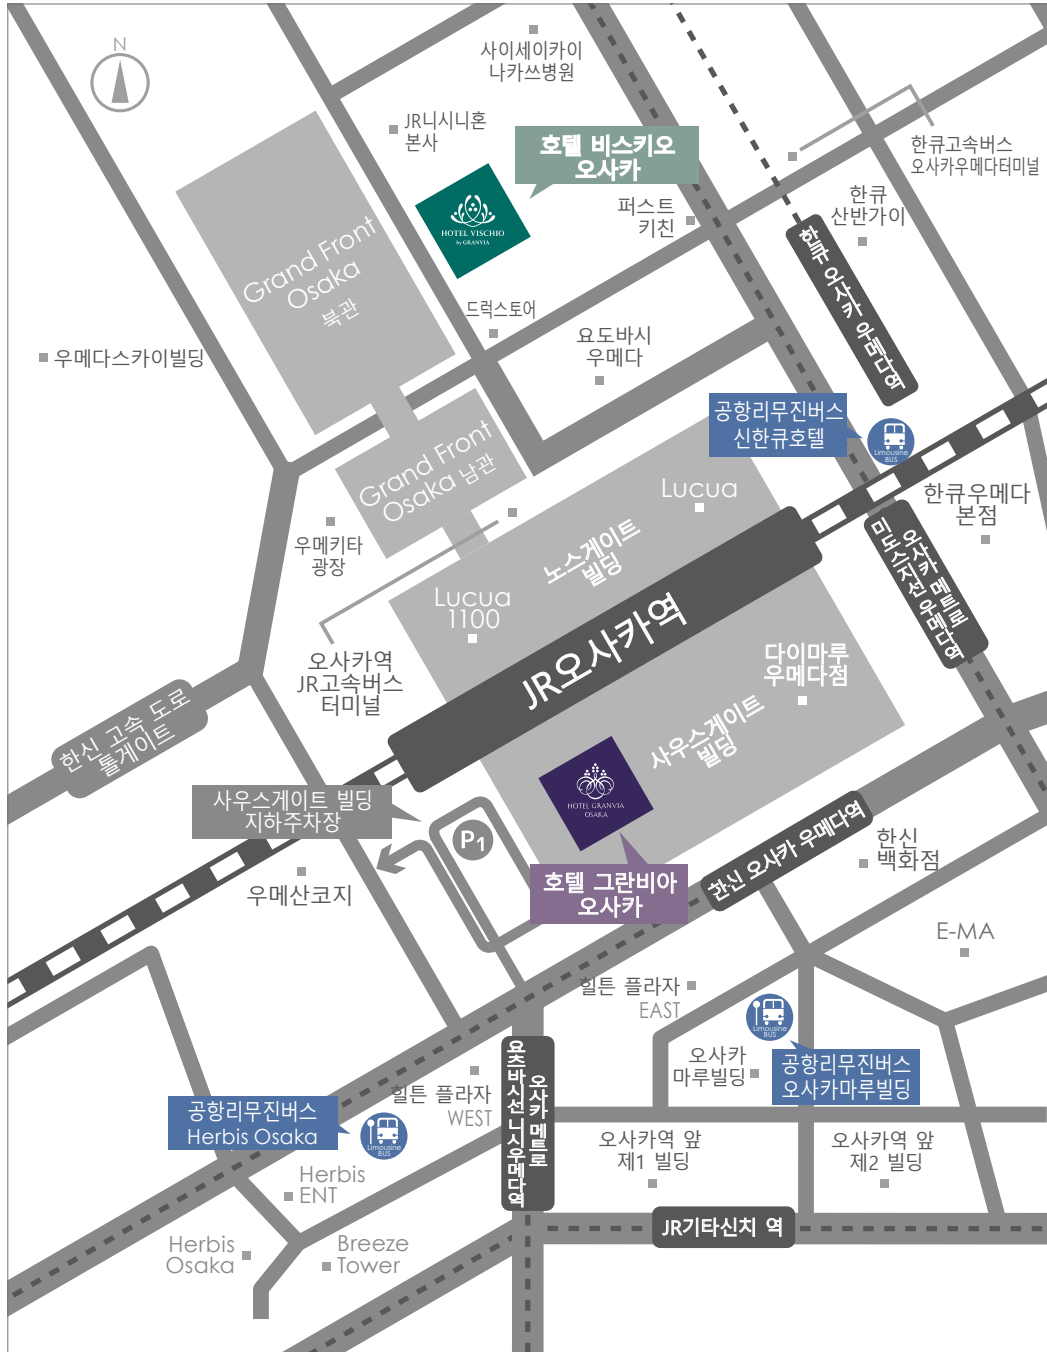 N
사이세이카이
나카쓰병원
JR니시니혼
본사
호텔 비스키오
오사카
HOTEL VISCHIO
by GRANVIA
한큐고속버스
오사카우메다터미널
한큐
산반가이
퍼스트
키친
한큐 오사카 우메다역
Grand Front
Osaka
북관
드럭스토어
요도바시
우메다
우메다스카이빌딩
공항리무진버스
신한큐호텔
Limousine
BUS
Grand Front
Osaka 남관
Lucua
한큐우메다
본점
우메키타
광장
노스게이트
빌딩
오사카 메트로
미도스지선 우메다역
Lucua
1100
JR오사카역
오사카역
JR고속버스
터미널
다이마루
우메다점
한신 고속 도로
톨게이트
사우스게이트
빌딩
HOTEL GRANVIA
OSAKA
사우스게이트 빌딩
지하주차장
P1
한신 오사카 우메다역
한신
백화점
우메산코지
호텔 그란비아
오사카
E-MA
힐튼 플라자
EAST
Limousine
BUS
오사카
마루빌딩
공항리무진버스
오사카마루빌딩
오사카 메트로
요츠바시선 니시우메다역
힐튼 플라자
WEST
공항리무진버스
Herbis Osaka
Limousine
BUS
오사카역 앞
제1 빌딩
오사카역 앞
제2 빌딩
Herbis
ENT
JR기타신치 역
Herbis
Osaka
Breeze
Tower